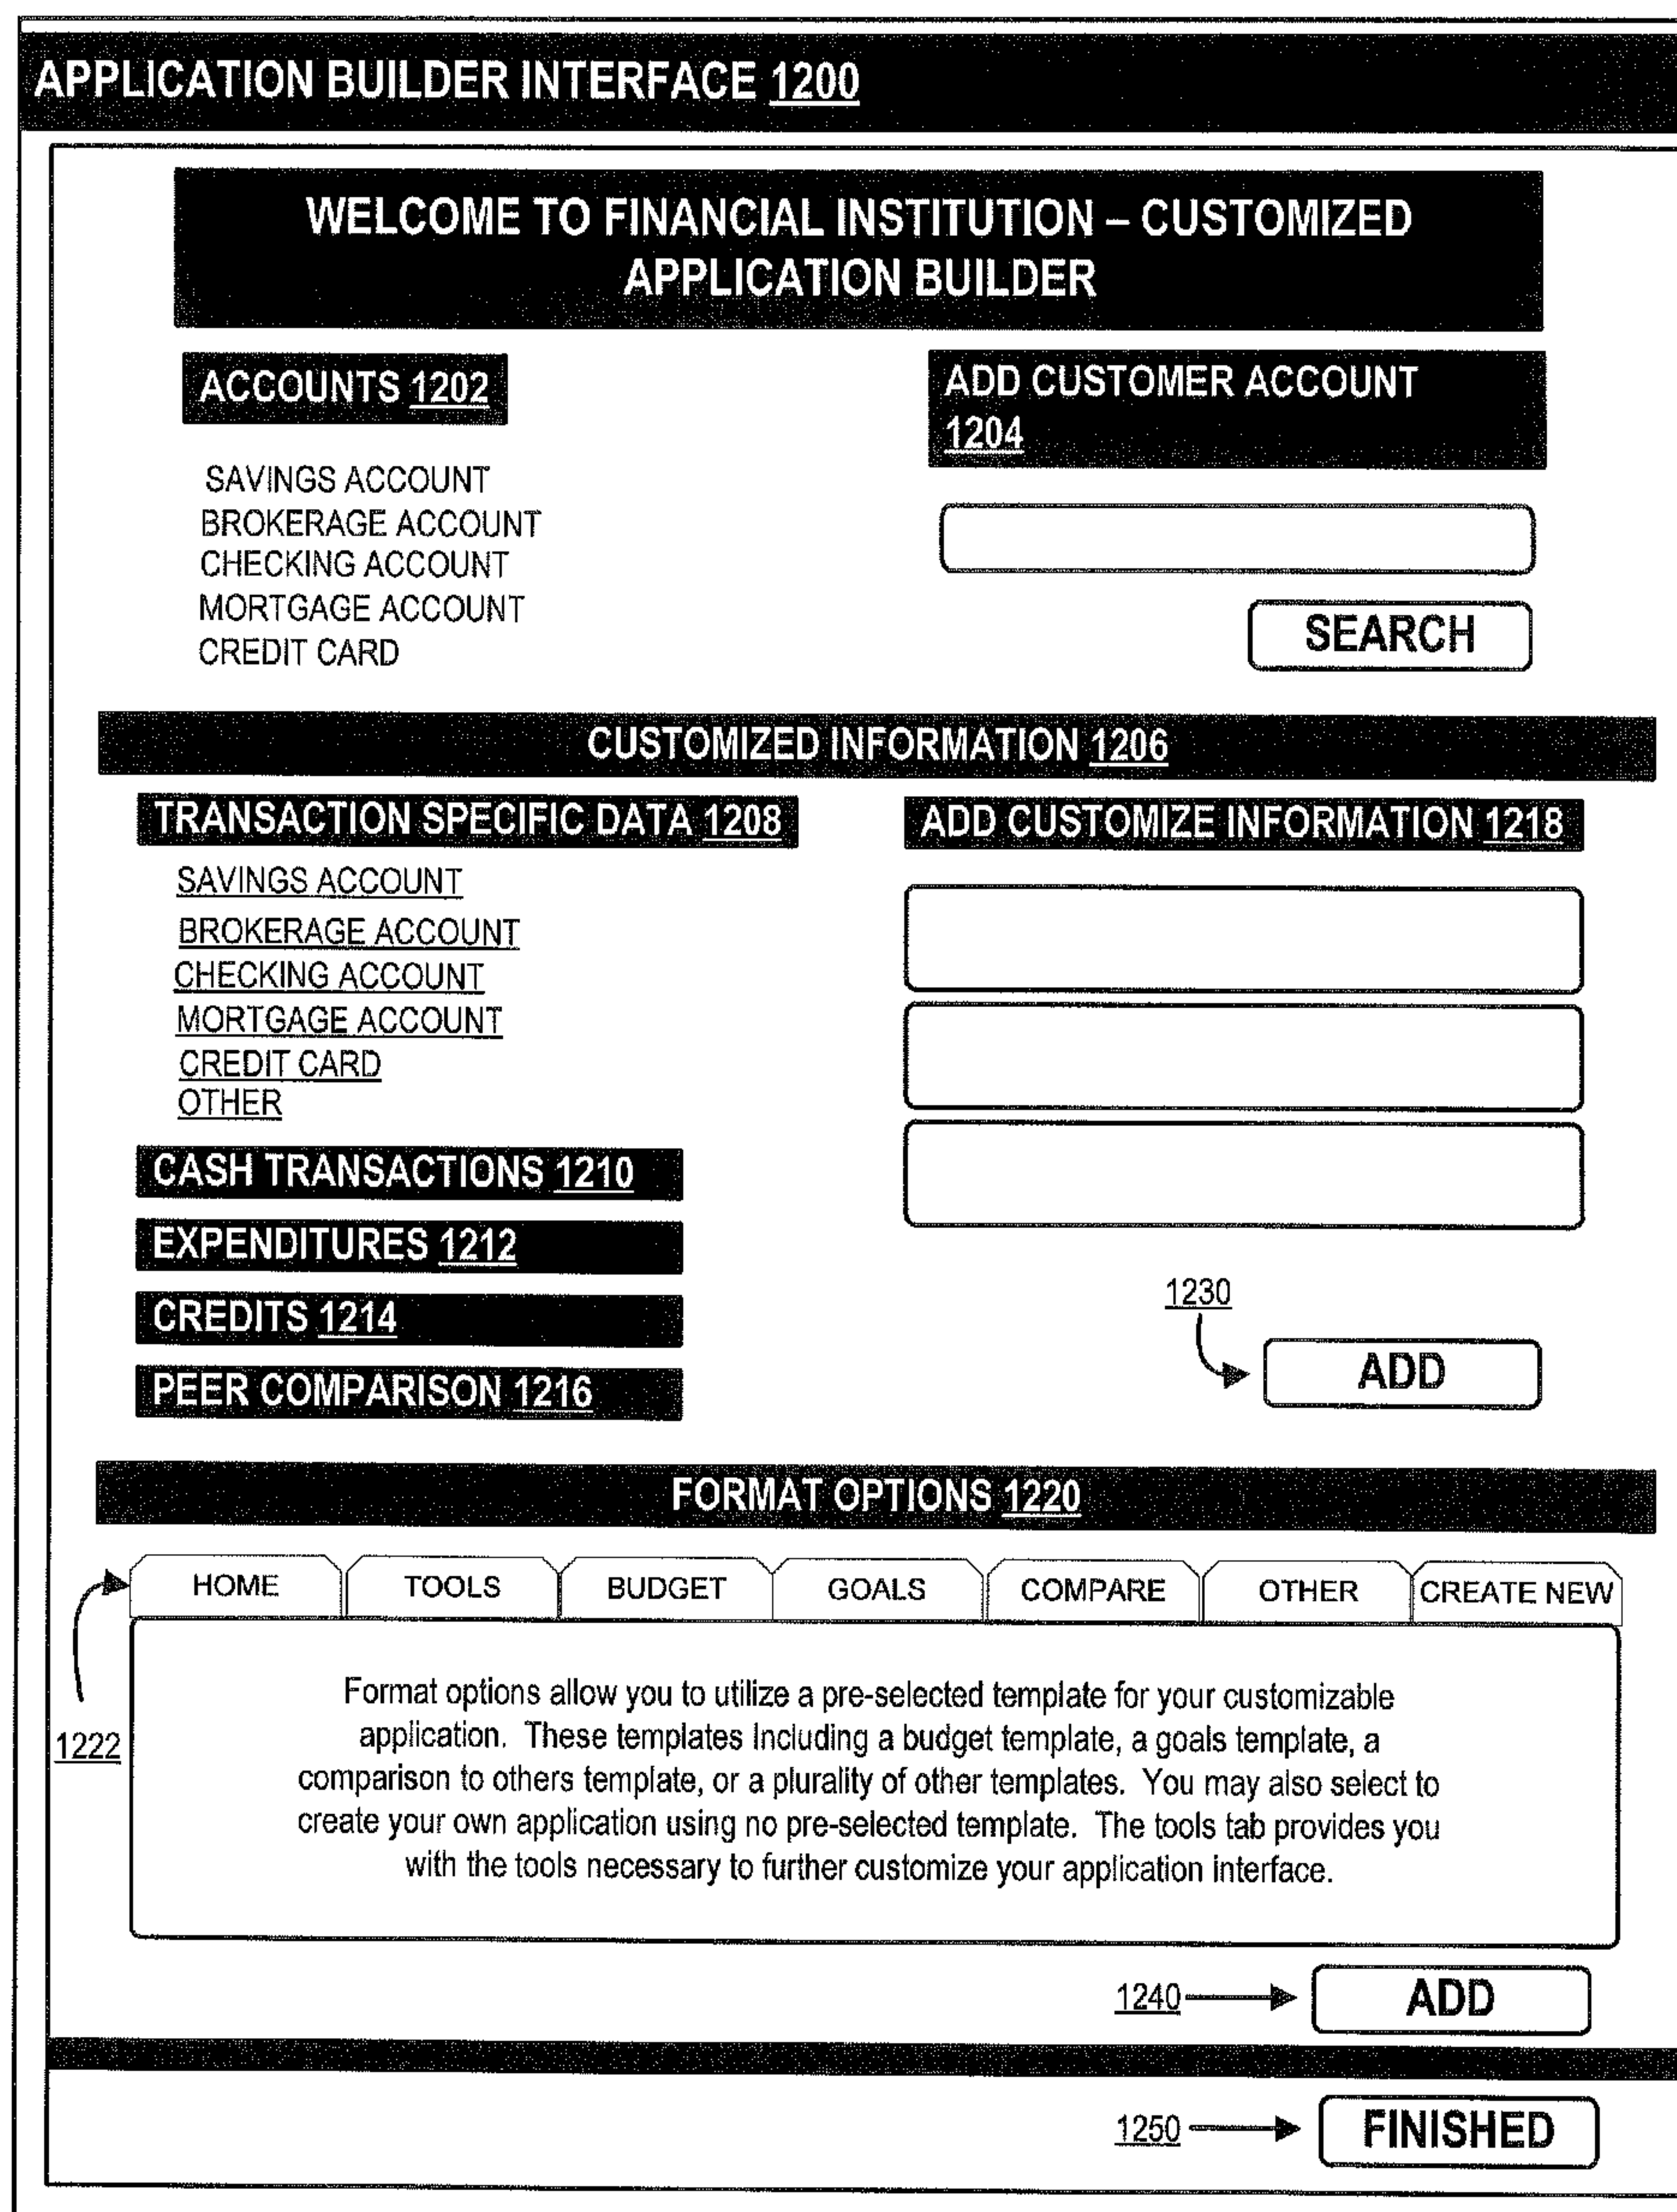 APPLICATION BUILDER INTERFACE 1200
WELCOME TO FINANCIAL INSTITUTION – CUSTOMIZED
APPLICATION BUILDER
ACCOUNTS 1202
SAVINGS ACCOUNT
BROKERAGE ACCOUNT
CHECKING ACCOUNT
MORTGAGE ACCOUNT
CREDIT CARD
ADD CUSTOMER ACCOUNT
1204
SEARCH
CUSTOMIZED INFORMATION 1206
TRANSACTION SPECIFIC DATA 1208
SAVINGS ACCOUNT
BROKERAGE ACCOUNT
CHECKING ACCOUNT
MORTGAGE ACCOUNT
CREDIT CARD
OTHER
CASH TRANSACTIONS 1210
EXPENDITURES 1212
CREDITS 1214
PEER COMPARISON 1216
ADD CUSTOMIZE INFORMATION 1218
1230
ADD
FORMAT OPTIONS 1220
HOME TOOLS BUDGET GOALS COMPARE OTHER CREATE NEW
1222
Format options allow you to utilize a pre-selected template for your customizable
application. These templates Including a budget template, a goals template, a
comparison to others template, or a plurality of other templates. You may also select to
create your own application using no pre-selected template. The tools tab provides you
with the tools necessary to further customize your application interface.
1240 ADD
1250 FINISHED